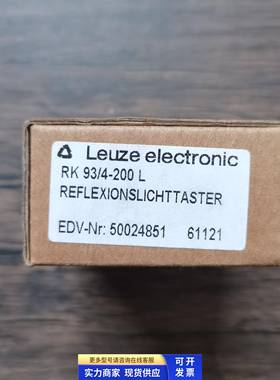 Leuze electronic
RK 93/4-200 L
REFLEXIONSLICHTTASTER
EDV-Nr: 50024851 61121
更多型号请咨询在线客服
实力商家 现货供应 可开
发票